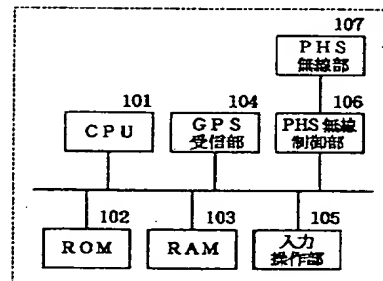 107
PHS
無線部
101
104
106
CPU
GPS
受信部
PHS無線
制御部
102
103
105
ROM
RAM
入力
操作部